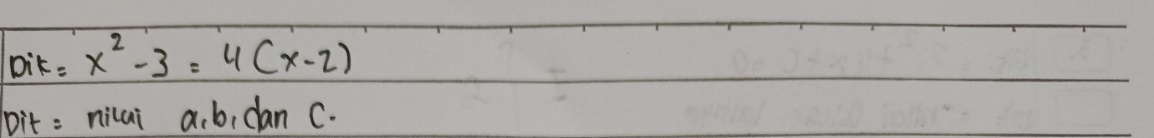 Dik = x² - 3 = 4 (x-2)
Dit = nilai a, b, dan c.